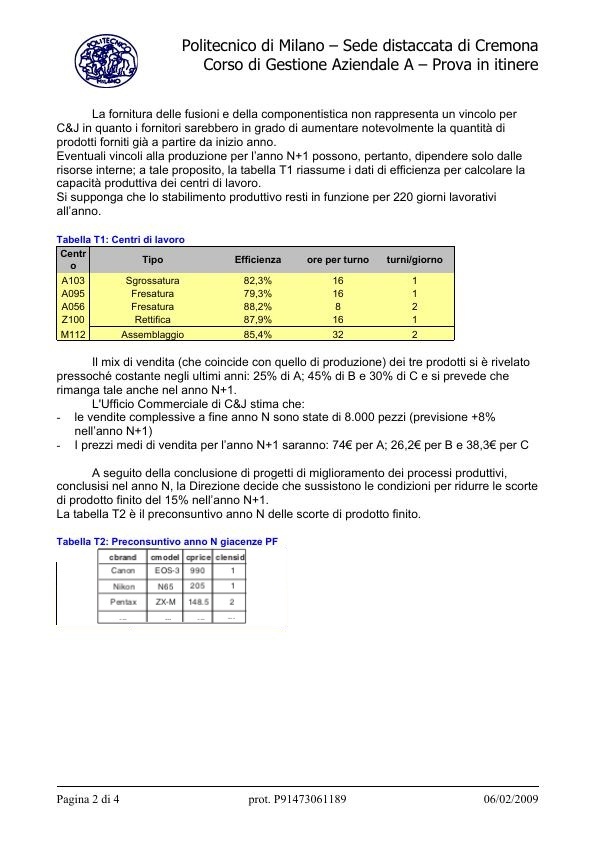 POLITECNICO
MILANO
Politecnico di Milano – Sede distaccata di Cremona
Corso di Gestione Aziendale A – Prova in itinere
La fornitura delle fusioni e della componentistica non rappresenta un vincolo per
C&J in quanto i fornitori sarebbero in grado di aumentare notevolmente la quantità di
prodotti forniti già a partire da inizio anno.
Eventuali vincoli alla produzione per l'anno N+1 possono, pertanto, dipendere solo dalle
risorse interne; a tale proposito, la tabella T1 riassume i dati di efficienza per calcolare la
capacità produttiva dei centri di lavoro.
Si supponga che lo stabilimento produttivo resti in funzione per 220 giorni lavorativi
all'anno.
Tabella T1: Centri di lavoro
Centr
o Tipo Efficienza ore per turno turni/giorno
A103 Sgrossatura 82,3% 16 1
A095 Fresatura 79,3% 16 1
A056 Fresatura 88,2% 8 2
Z100 Rettifica 87,9% 16 1
M112 Assemblaggio 85,4% 32 2
Il mix di vendita (che coincide con quello di produzione) dei tre prodotti si è rivelato
pressoché costante negli ultimi anni: 25% di A; 45% di B e 30% di C e si prevede che
rimanga tale anche nel anno N+1.
L'Ufficio Commerciale di C&J stima che:
- le vendite complessive a fine anno N sono state di 8.000 pezzi (previsione +8%
nell'anno N+1)
- I prezzi medi di vendita per l'anno N+1 saranno: 74€ per A; 26,2€ per B e 38,3€ per C
A seguito della conclusione di progetti di miglioramento dei processi produttivi,
conclusisi nel anno N, la Direzione decide che sussistono le condizioni per ridurre le scorte
di prodotto finito del 15% nell'anno N+1.
La tabella T2 è il preconsuntivo anno N delle scorte di prodotto finito.
Tabella T2: Preconsuntivo anno N giacenze PF
cbrand cmodel cprice clensid
Canon EOS-3 990 1
Nikon N65 205 1
Pentax ZX-M 148.5 2
... ... ... ...
Pagina 2 di 4 prot. P91473061189 06/02/2009